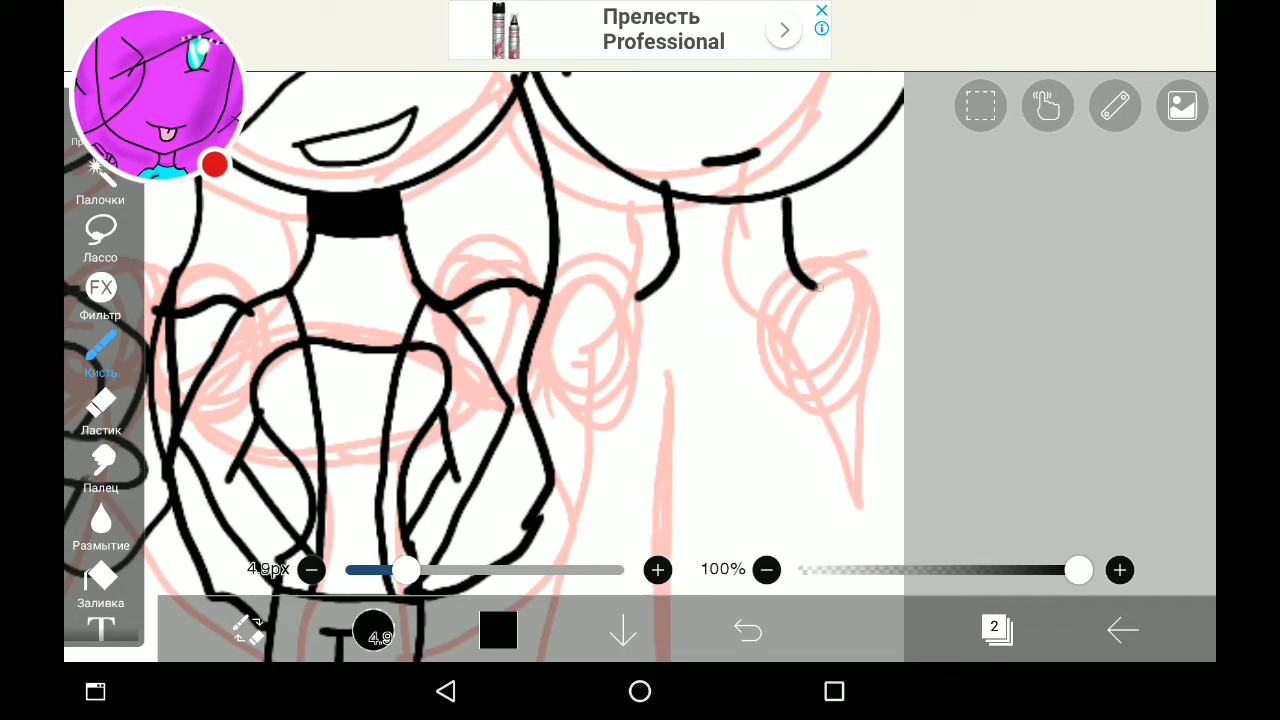 Прелесть
Professional
Палочки
Лассо
FX
Фильтр
Кисть
Ластик
Палец
Размытие
Заливка
T
4.9px
100%
4.9
2